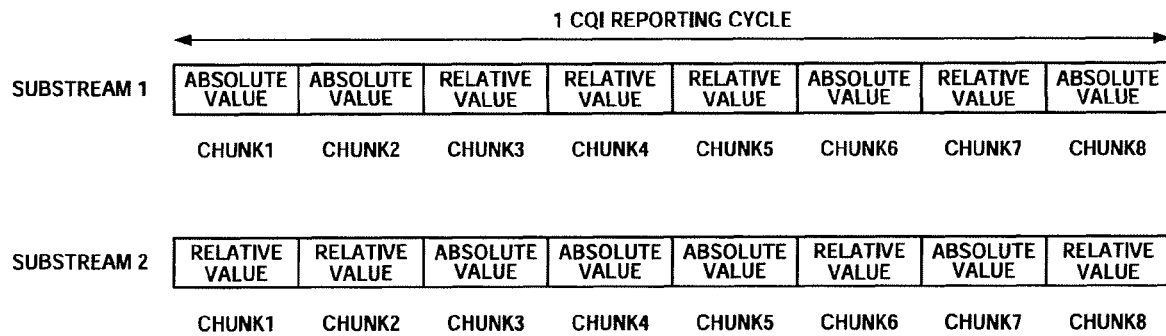 1 CQI REPORTING CYCLE
SUBSTREAM 1
ABSOLUTE VALUE
ABSOLUTE VALUE
RELATIVE VALUE
RELATIVE VALUE
RELATIVE VALUE
ABSOLUTE VALUE
RELATIVE VALUE
ABSOLUTE VALUE
CHUNK1 CHUNK2 CHUNK3 CHUNK4 CHUNK5 CHUNK6 CHUNK7 CHUNK8
SUBSTREAM 2
RELATIVE VALUE
RELATIVE VALUE
ABSOLUTE VALUE
ABSOLUTE VALUE
ABSOLUTE VALUE
RELATIVE VALUE
ABSOLUTE VALUE
RELATIVE VALUE
CHUNK1 CHUNK2 CHUNK3 CHUNK4 CHUNK5 CHUNK6 CHUNK7 CHUNK8